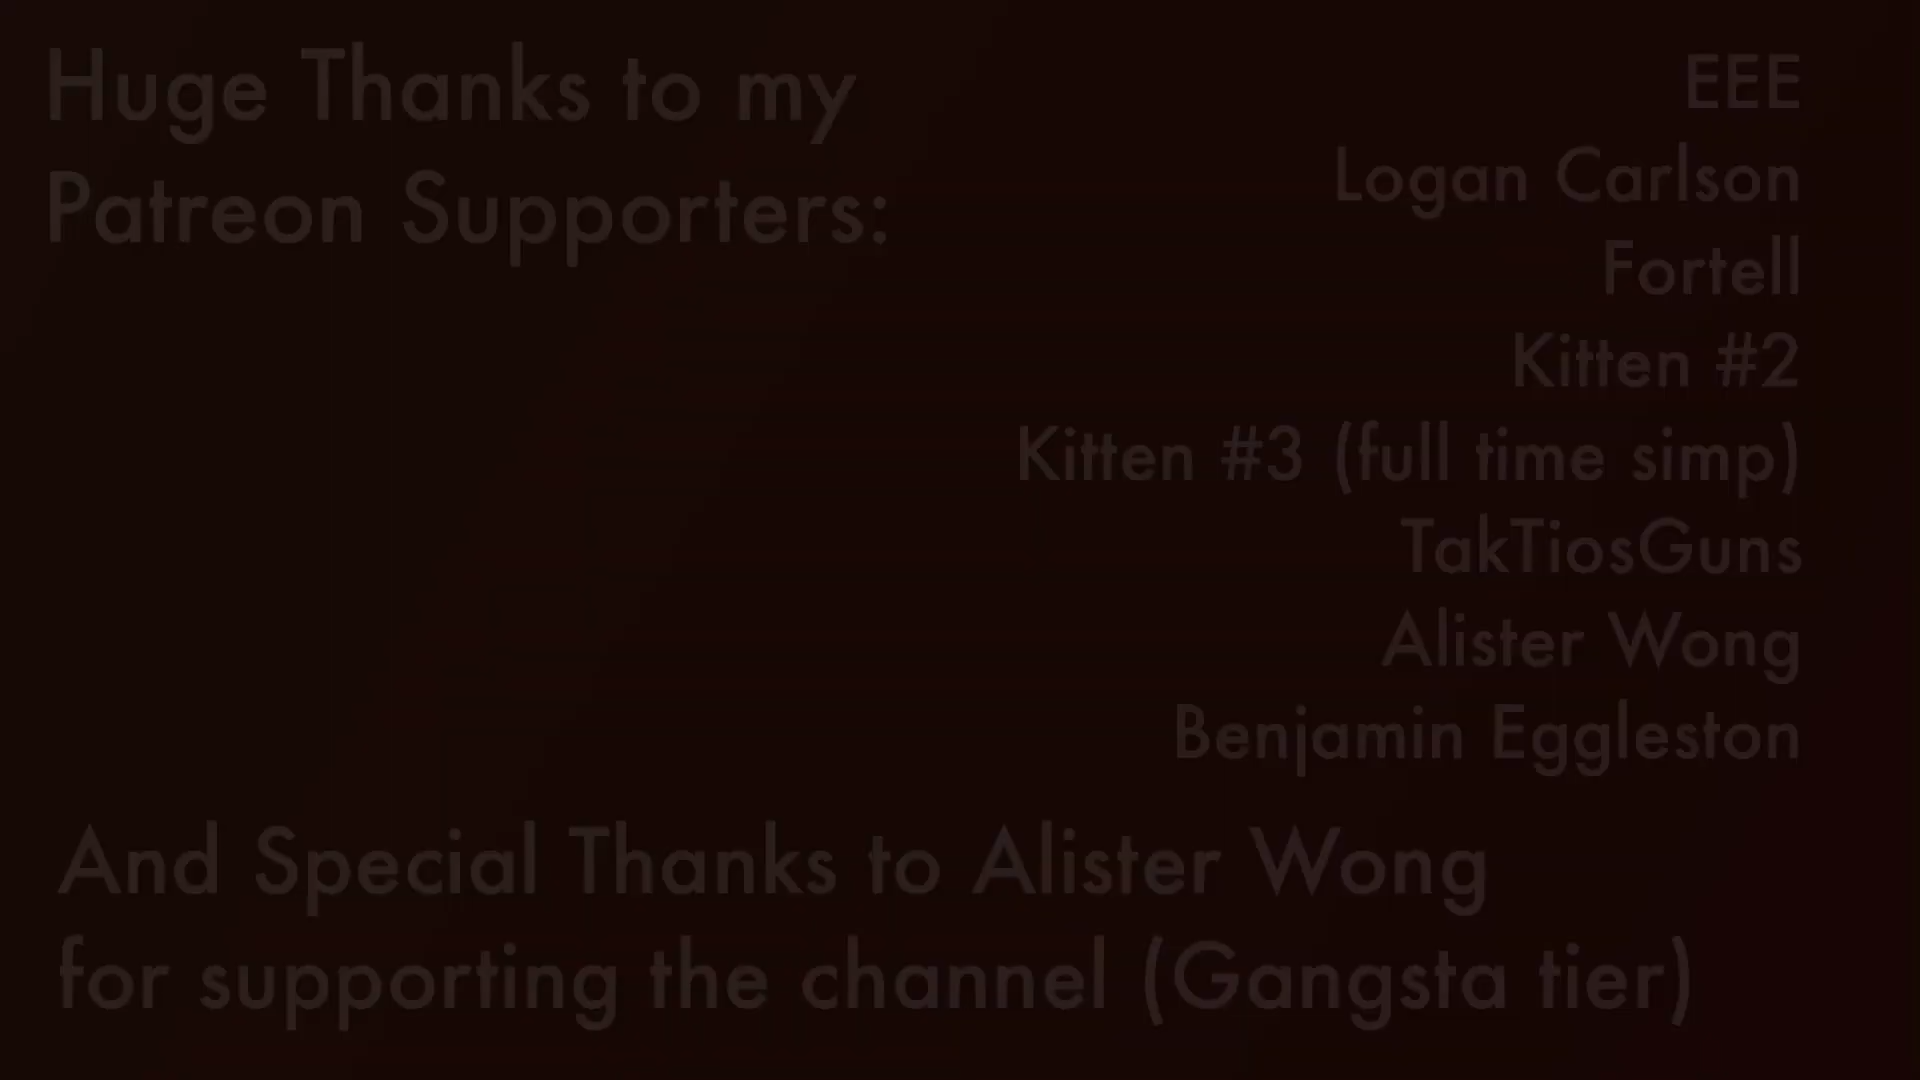 Huge Thanks to my
Patreon Supporters:
EEE
Logan Carlson
Fortell
Kitten #2
Kitten #3 (full time simp)
TakTiosGuns
Alister Wong
Benjamin Eggleston
And Special Thanks to Alister Wong
for supporting the channel (Gangsta tier)